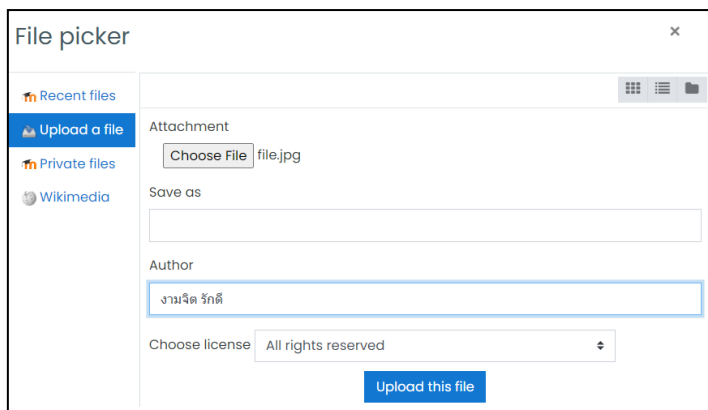 File picker
×
Recent files
Upload a file
Private files
Wikimedia
Attachment
Choose File file.jpg
Save as
Author
งามจิต รักดี
Choose license All rights reserved
Upload this file